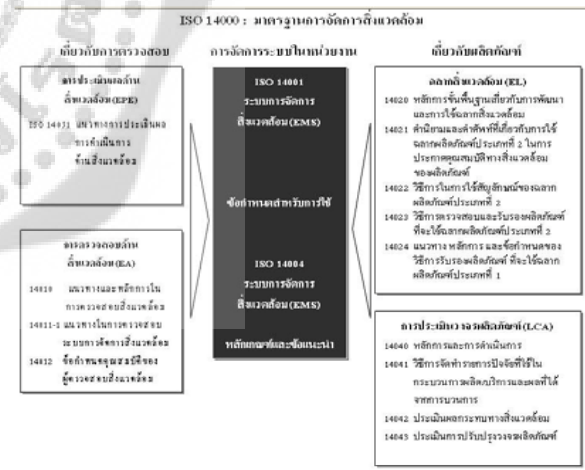 ISO 14000 : มาตรฐานการจัดการสิ่งแวดล้อม
เกี่ยวกับการตรวจสอบ
การประเมินผลด้าน
สิ่งแวดล้อม(EPE)
ISO 14031 แนวทางการประเมินผล
การดำเนินการ
ด้านสิ่งแวดล้อม
การตรวจสอบด้าน
สิ่งแวดล้อม(EA)
14010 แนวทางและหลักการใน
การตรวจสอบสิ่งแวดล้อม
14011-1 แนวทางในการตรวจสอบ
ระบบการจัดการสิ่งแวดล้อม
14012 ข้อกำหนดคุณสมบัติของ
ผู้ตรวจสอบสิ่งแวดล้อม
การจัดการระบบในหน่วยงาน
ISO 14001
ระบบการจัดการ
สิ่งแวดล้อม(EMS)
ข้อกำหนดสำหรับการใช้
ISO 14004
ระบบการจัดการ
สิ่งแวดล้อม(EMS)
หลักเกณฑ์และข้อแนะนำ
เกี่ยวกับผลิตภัณฑ์
ฉลากสิ่งแวดล้อม(EL)
14020 หลักการขั้นพื้นฐานเกี่ยวกับการพัฒนา
และการใช้ฉลากสิ่งแวดล้อม
14021 คำนิยามและคำศัพท์ที่เกี่ยวกับการใช้
ฉลากผลิตภัณฑ์ประเภทที่ 2 ในการ
ประกาศคุณสมบัติทางสิ่งแวดล้อม
ของผลิตภัณฑ์
14022 วิธีการในการใช้สัญลักษณ์ของฉลาก
ผลิตภัณฑ์ประเภทที่ 2
14023 วิธีการตรวจสอบและรับรองผลิตภัณฑ์
ที่จะใช้ฉลากผลิตภัณฑ์ประเภทที่ 2
14024 แนวทาง หลักการ และข้อกำหนดของ
วิธีการรับรองผลิตภัณฑ์ ที่จะใช้ฉลาก
ผลิตภัณฑ์ประเภทที่ 1
การประเมินวงจรผลิตภัณฑ์(LCA)
14040 หลักการและการดำเนินการ
14041 วิธีการจัดทำรายการปัจจัยที่ใช้ใน
กระบวนการผลิต/บริการและผลที่ได้
จากกระบวนการ
14042 ประเมินผลกระทบทางสิ่งแวดล้อม
14043 ประเมินการปรับปรุงวงจรผลิตภัณฑ์